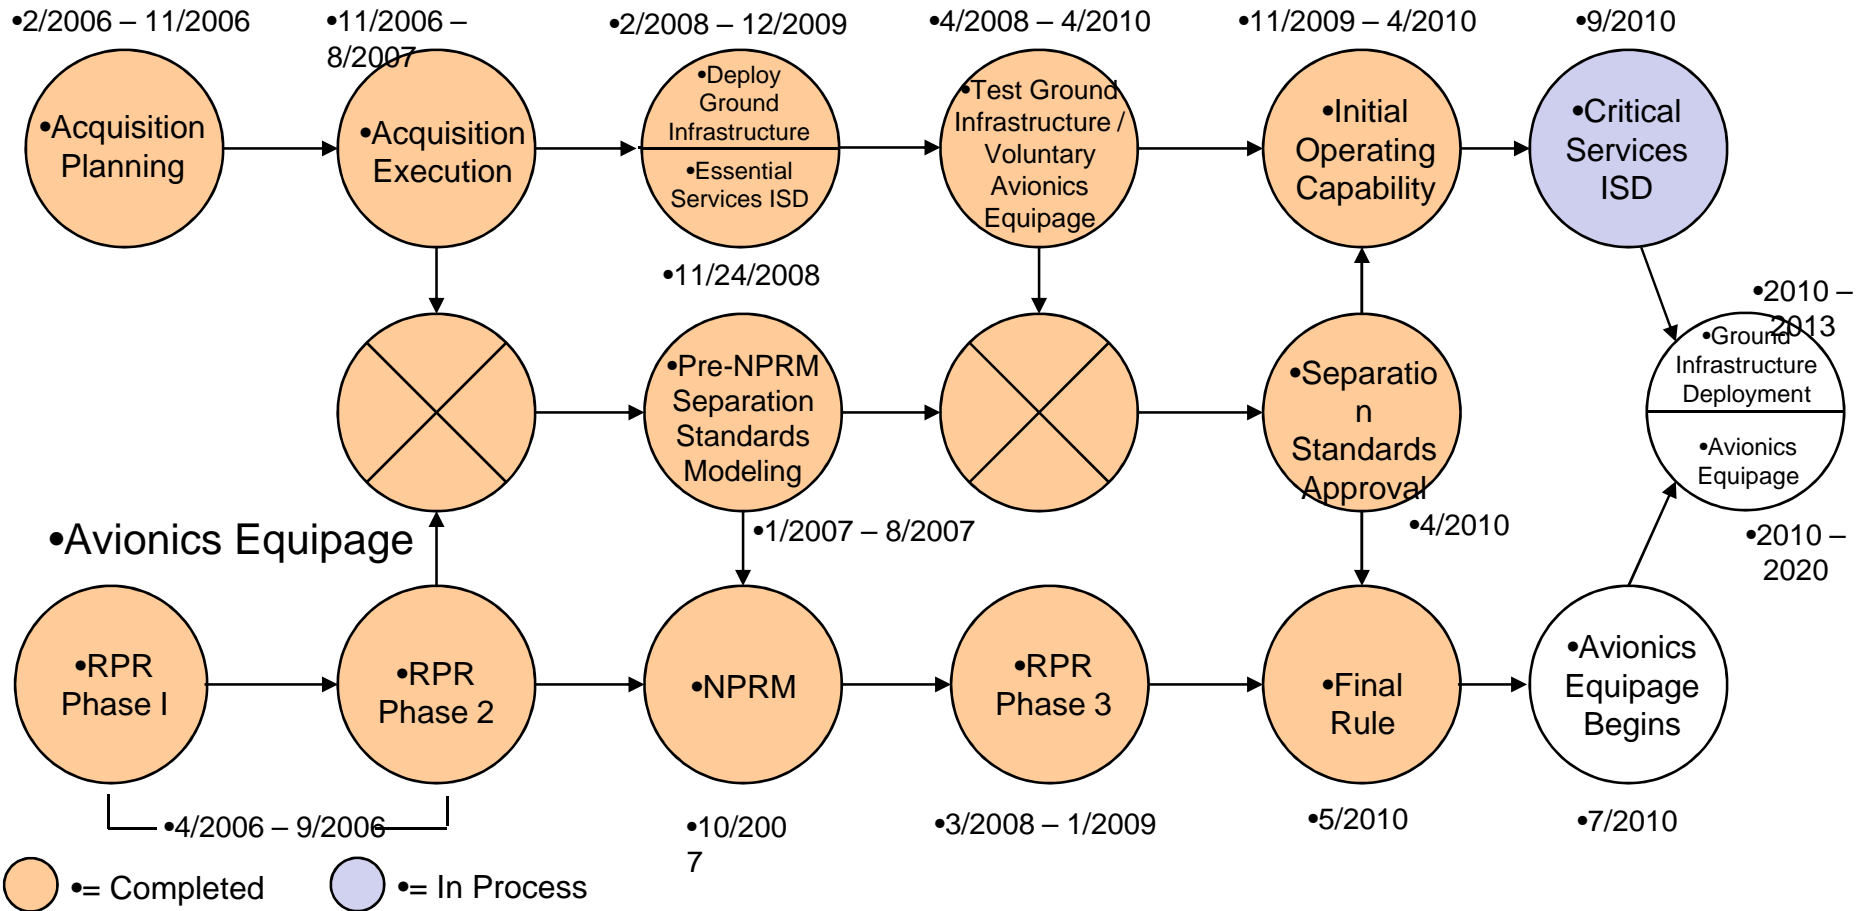 •2/2006 – 11/2006
•11/2006 –
8/2007
•2/2008 – 12/2009
•4/2008 – 4/2010
•11/2009 – 4/2010
•9/2010
•Acquisition
Planning
•Acquisition
Execution
•Deploy
Ground
Infrastructure
•Essential
Services ISD
•Test Ground
Infrastructure /
Voluntary
Avionics
Equipage
•Initial
Operating
Capability
•Critical
Services
ISD
•11/24/2008
•2010 –
2013
•Pre-NPRM
Separation
Standards
Modeling
•Separatio
n
Standards
Approval
•Ground
Infrastructure
Deployment
•Avionics
Equipage
•Avionics Equipage
•1/2007 – 8/2007
•4/2010
•2010 –
2020
•RPR
Phase I
•RPR
Phase 2
•NPRM
•RPR
Phase 3
•Final
Rule
•Avionics
Equipage
Begins
•4/2006 – 9/2006
•10/200
7
•3/2008 – 1/2009
•5/2010
•7/2010
•= Completed
•= In Process